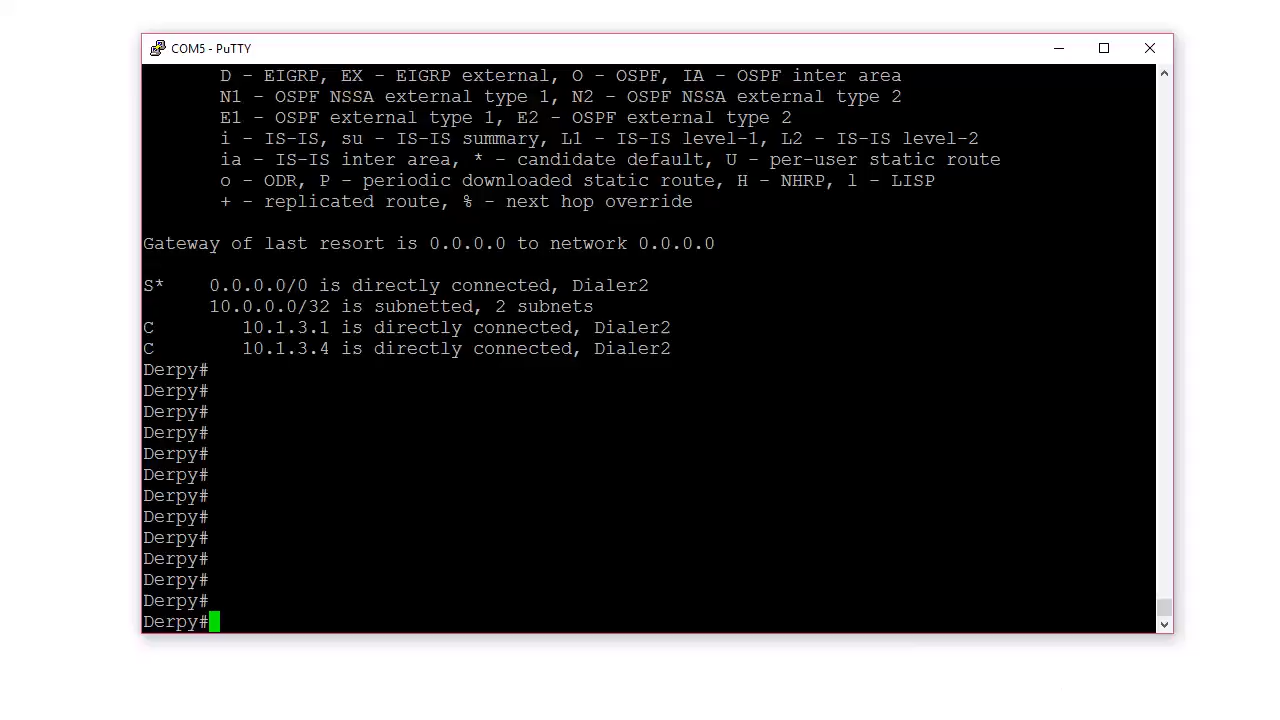 COM5 - PuTTY
D - EIGRP, EX - EIGRP external, O - OSPF, IA - OSPF inter area
N1 - OSPF NSSA external type 1, N2 - OSPF NSSA external type 2
E1 - OSPF external type 1, E2 - OSPF external type 2
i - IS-IS, su - IS-IS summary, L1 - IS-IS level-1, L2 - IS-IS level-2
ia - IS-IS inter area, * - candidate default, U - per-user static route
o - ODR, P - periodic downloaded static route, H - NHRP, l - LISP
+ - replicated route, % - next hop override
Gateway of last resort is 0.0.0.0 to network 0.0.0.0
S*    0.0.0.0/0 is directly connected, Dialer2
10.0.0.0/32 is subnetted, 2 subnets
C        10.1.3.1 is directly connected, Dialer2
C        10.1.3.4 is directly connected, Dialer2
Derpy#
Derpy#
Derpy#
Derpy#
Derpy#
Derpy#
Derpy#
Derpy#
Derpy#
Derpy#
Derpy#
Derpy#
Derpy#